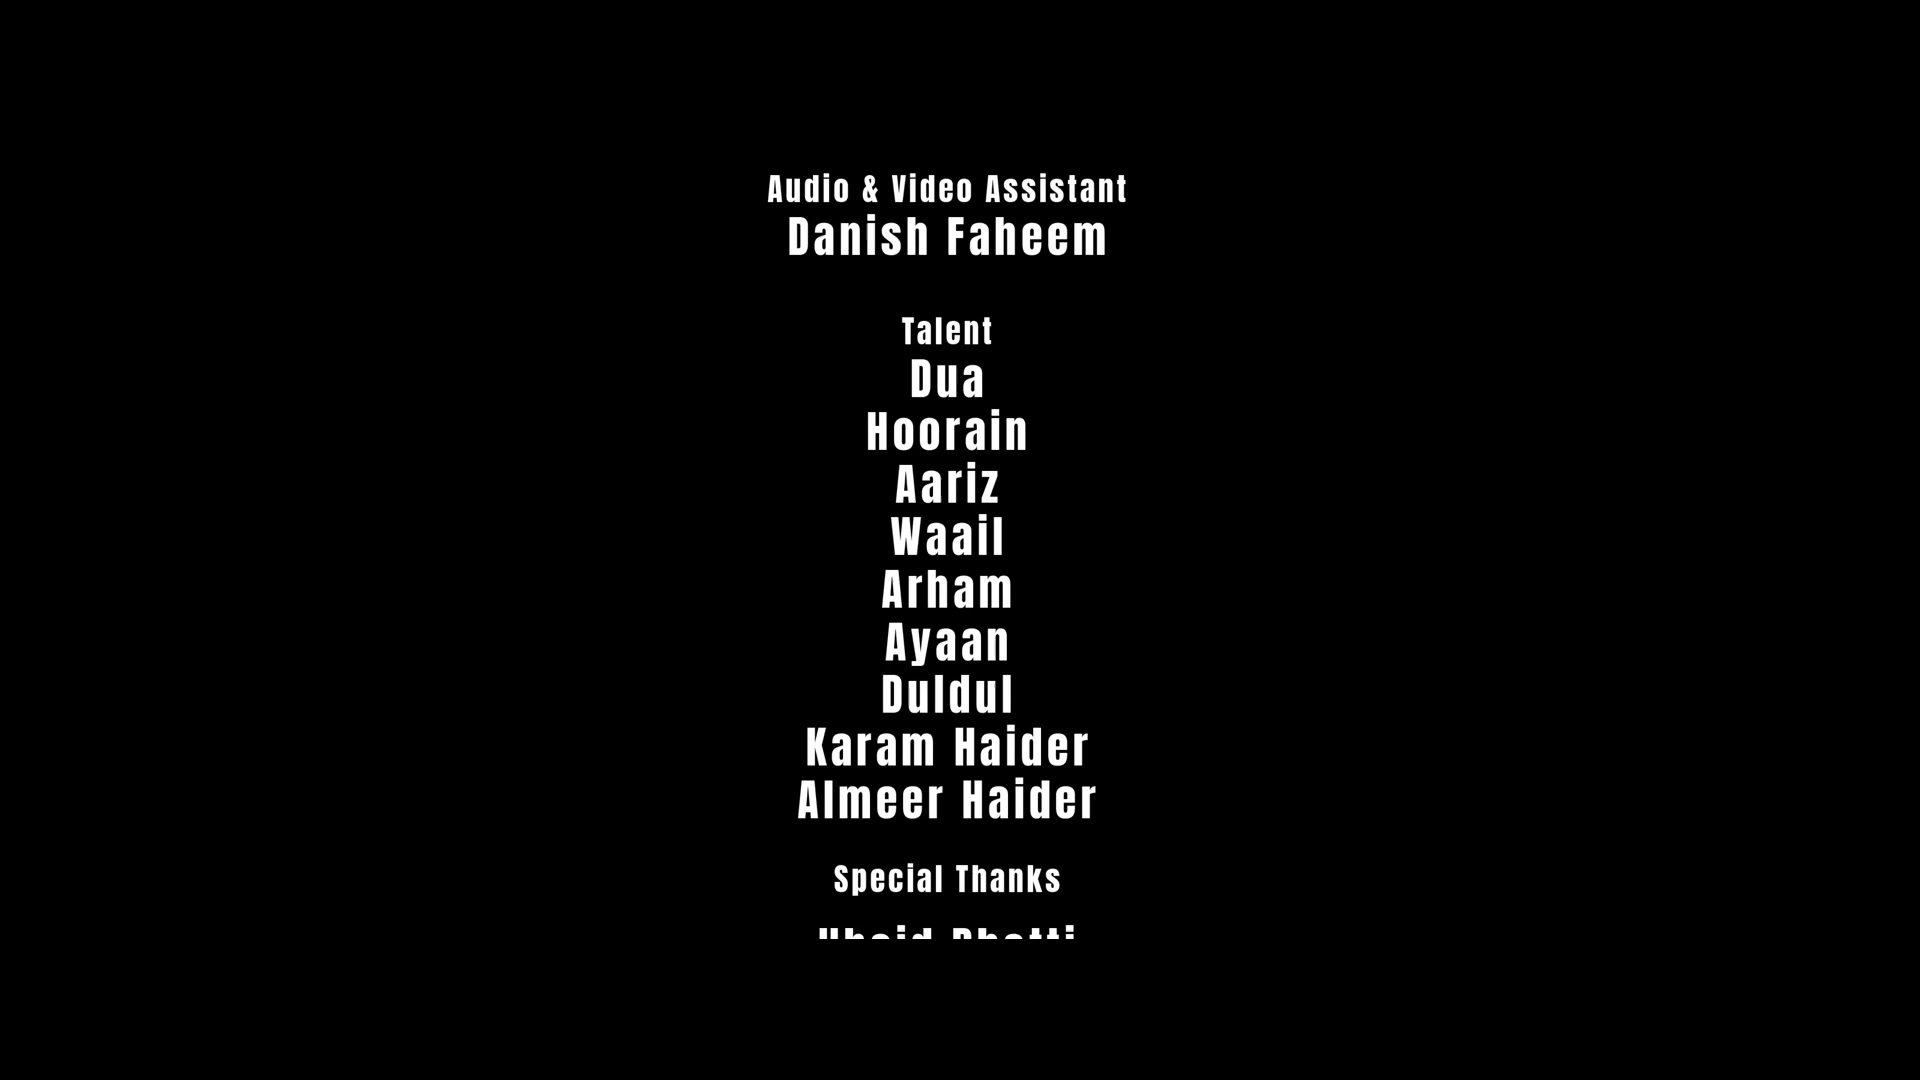 Audio & Video Assistant
Danish Faheem
Talent
Dua
Hoorain
Aariz
Waail
Arham
Ayaan
Duldul
Karam Haider
Almeer Haider
Special Thanks